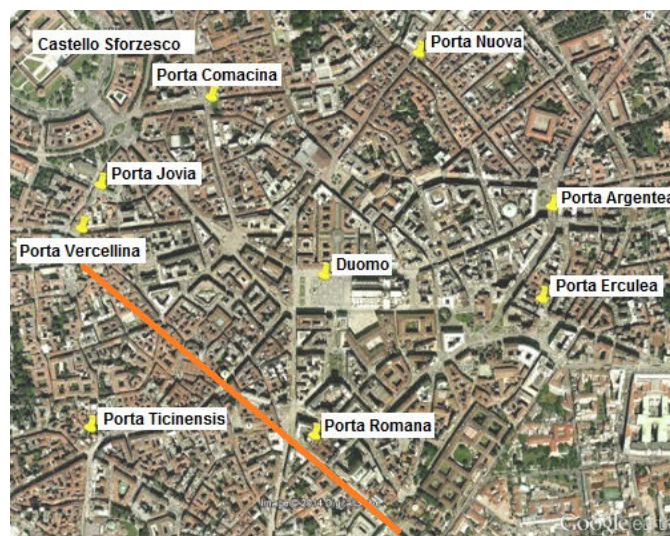 N
Castello Sforzesco
Porta Nuova
Porta Comacina
Porta Jovia
Porta Argentea
Porta Vercellina
Duomo
Porta Erculea
Porta Ticinensis
Porta Romana
Google